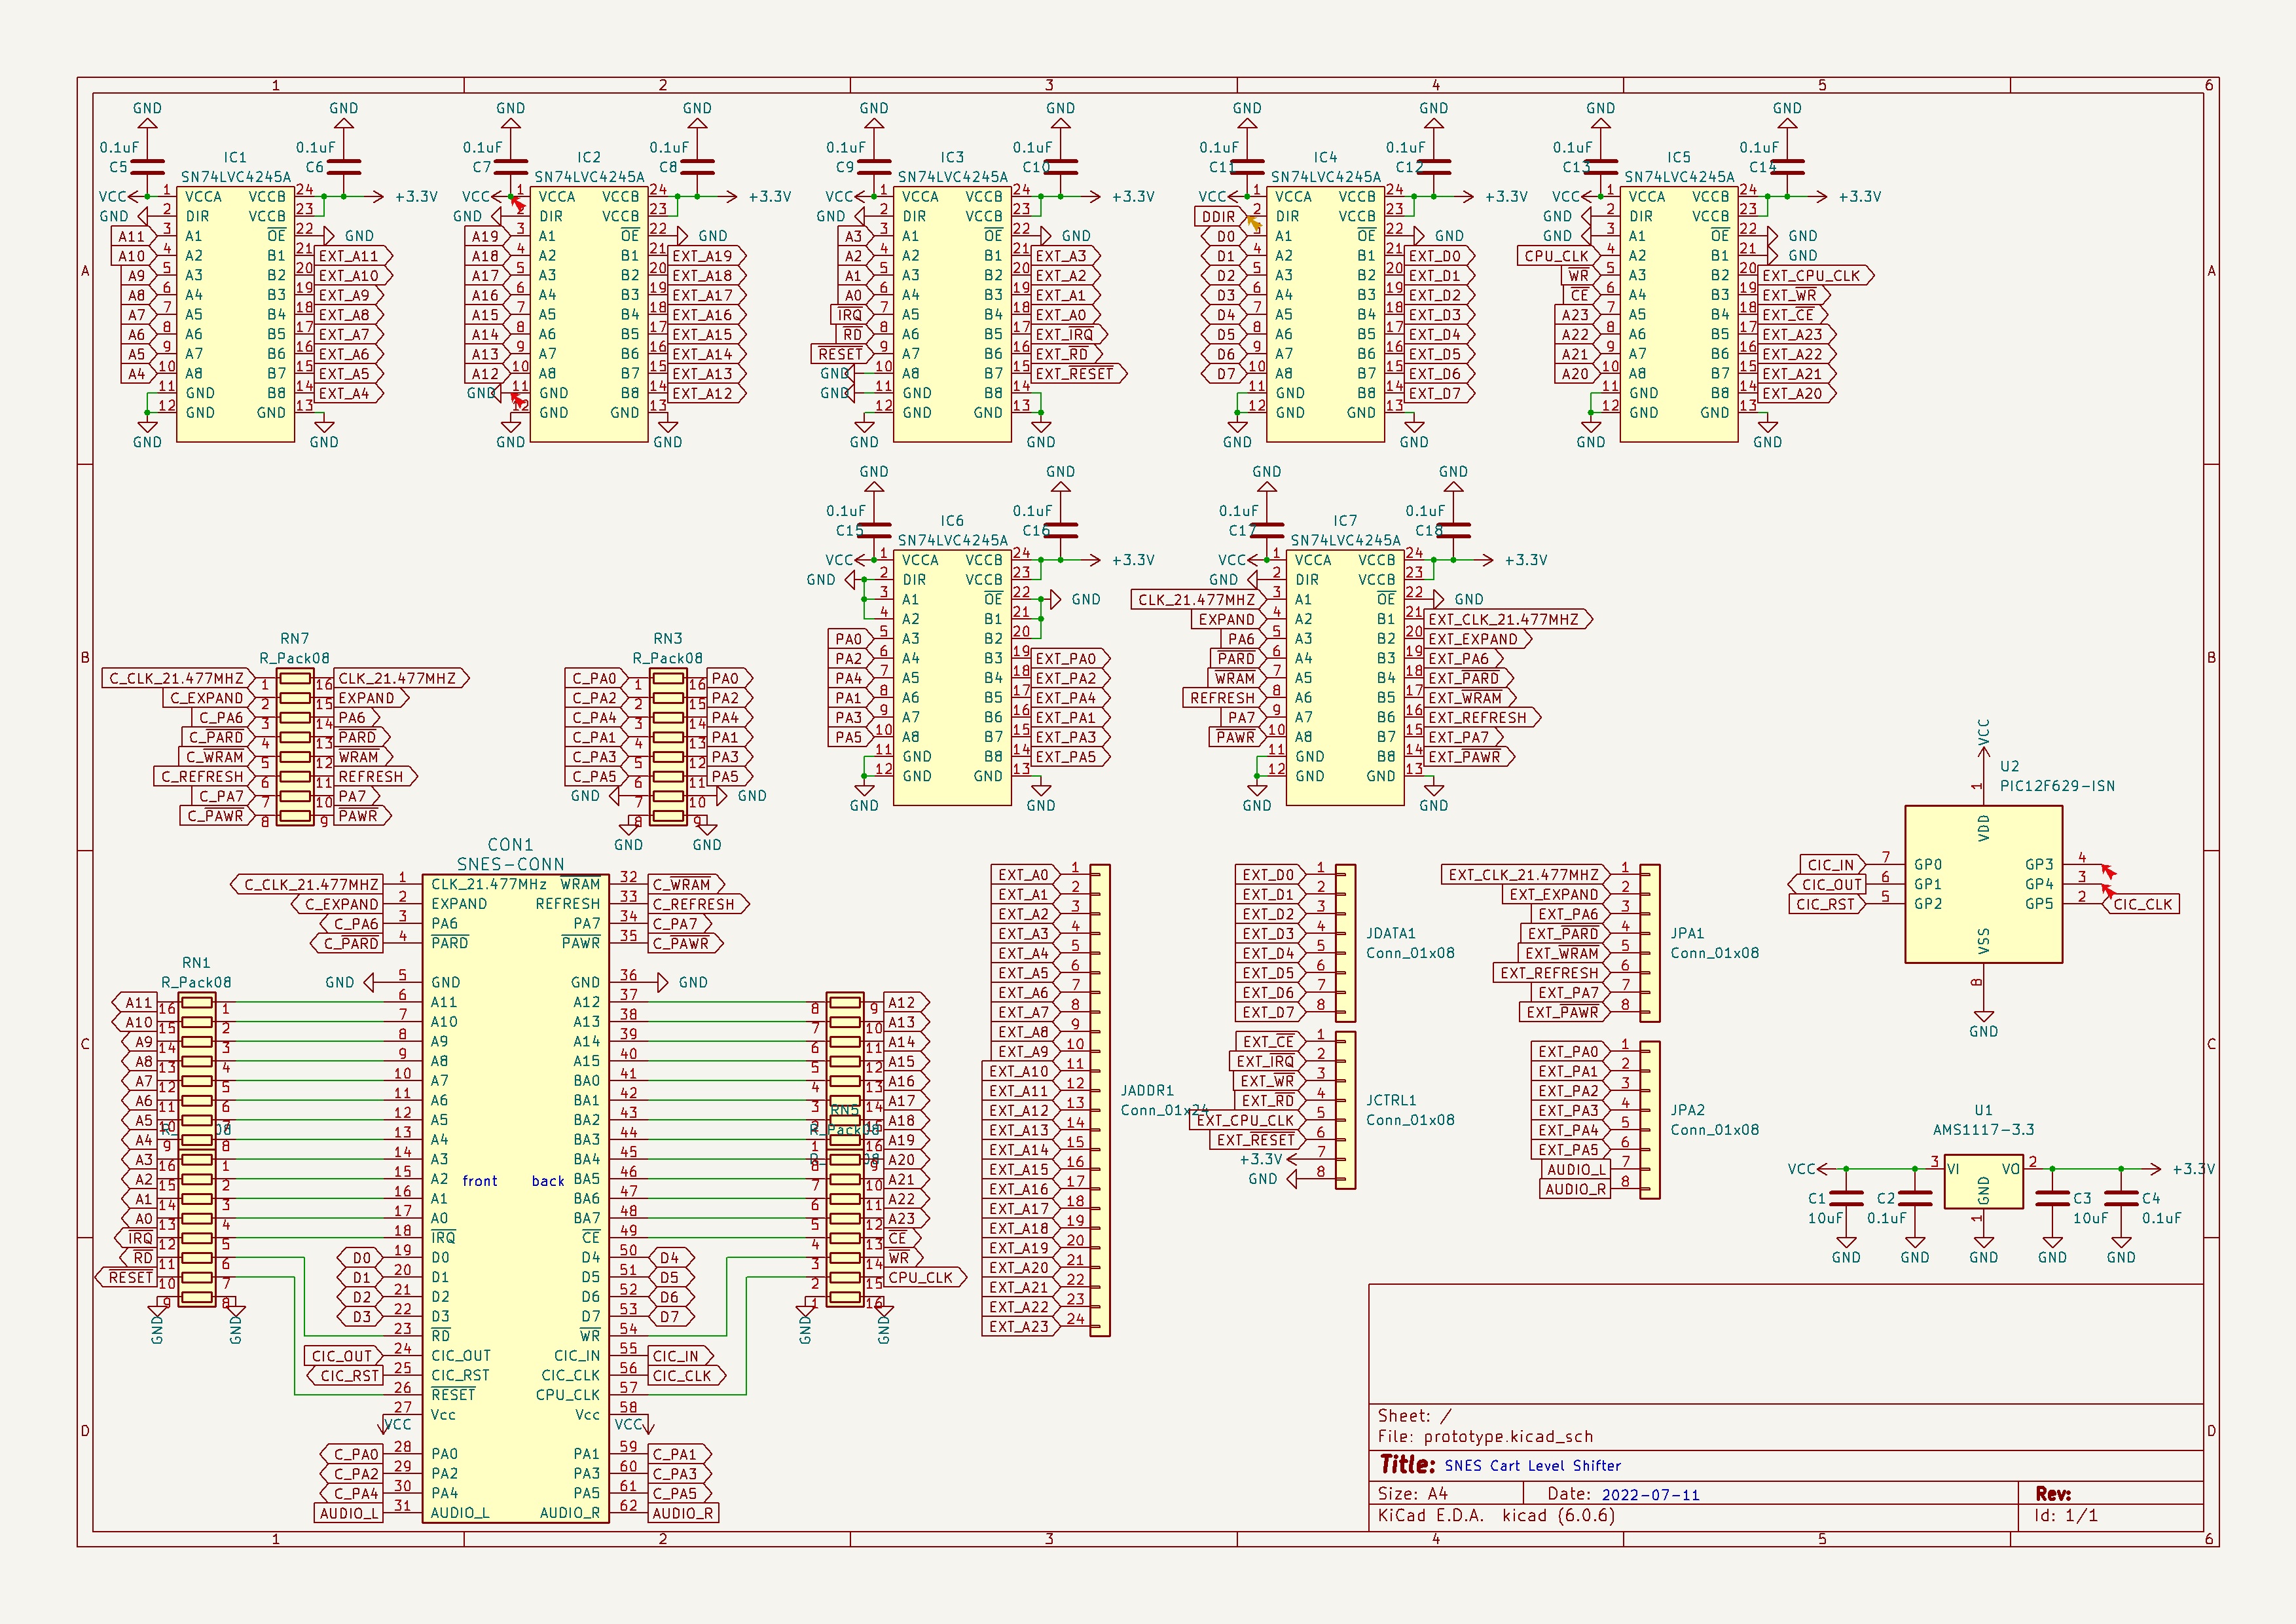 1 2 3 4 5 6
A B C D
GND GND GND GND GND GND GND GND GND GND
0.1uF C5 IC1 0.1uF C6
SN74LVC4245A
VCC 1 VCCA VCCB 24 +3.3V
GND 2 DIR VCCB 23
A11 3 A1 OE 22 GND
A10 4 A2 B1 21 EXT_A11
A9 5 A3 B2 20 EXT_A10
A8 6 A4 B3 19 EXT_A9
A7 7 A5 B4 18 EXT_A8
A6 8 A6 B5 17 EXT_A7
A5 9 A7 B6 16 EXT_A6
A4 10 A8 B7 15 EXT_A5
11 GND B8 14 EXT_A4
12 GND GND 13
GND GND
0.1uF C7 IC2 0.1uF C8
SN74LVC4245A
VCC 1 VCCA VCCB 24 +3.3V
GND 2 DIR VCCB 23
A19 3 A1 OE 22 GND
A18 4 A2 B1 21 EXT_A19
A17 5 A3 B2 20 EXT_A18
A16 6 A4 B3 19 EXT_A17
A15 7 A5 B4 18 EXT_A16
A14 8 A6 B5 17 EXT_A15
A13 9 A7 B6 16 EXT_A14
A12 10 A8 B7 15 EXT_A13
GND 11 GND B8 14 EXT_A12
12 GND GND 13
GND GND
0.1uF C9 IC3 0.1uF C10
SN74LVC4245A
VCC 1 VCCA VCCB 24 +3.3V
GND 2 DIR VCCB 23
A3 3 A1 OE 22 GND
A2 4 A2 B1 21 EXT_A3
A1 5 A3 B2 20 EXT_A2
A0 6 A4 B3 19 EXT_A1
IRQ 7 A5 B4 18 EXT_A0
RD 8 A6 B5 17 EXT_IRQ
RESET 9 A7 B6 16 EXT_RD
GND 10 A8 B7 15 EXT_RESET
GND 11 GND B8 14
12 GND GND 13
GND GND
0.1uF C11 IC4 0.1uF C12
SN74LVC4245A
VCC 1 VCCA VCCB 24 +3.3V
DDIR 2 DIR VCCB 23
D0 3 A1 OE 22 GND
D1 4 A2 B1 21 EXT_D0
D2 5 A3 B2 20 EXT_D1
D3 6 A4 B3 19 EXT_D2
D4 7 A5 B4 18 EXT_D3
D5 8 A6 B5 17 EXT_D4
D6 9 A7 B6 16 EXT_D5
D7 10 A8 B7 15 EXT_D6
11 GND B8 14 EXT_D7
12 GND GND 13
GND GND
0.1uF C13 IC5 0.1uF C14
SN74LVC4245A
VCC 1 VCCA VCCB 24 +3.3V
GND 2 DIR VCCB 23
GND 3 A1 OE 22 GND
CPU_CLK 4 A2 B1 21 GND
WR 5 A3 B2 20 EXT_CPU_CLK
CE 6 A4 B3 19 EXT_WR
A23 7 A5 B4 18 EXT_CE
A22 8 A6 B5 17 EXT_A23
A21 9 A7 B6 16 EXT_A22
A20 10 A8 B7 15 EXT_A21
11 GND B8 14 EXT_A20
12 GND GND 13
GND GND
GND GND
0.1uF C15 IC6 0.1uF C16
SN74LVC4245A
VCC 1 VCCA VCCB 24 +3.3V
GND 2 DIR VCCB 23
3 A1 OE 22 GND
4 A2 B1 21
PA0 5 A3 B2 20
PA2 6 A4 B3 19 EXT_PA0
PA4 7 A5 B4 18 EXT_PA2
PA1 8 A6 B5 17 EXT_PA4
PA3 9 A7 B6 16 EXT_PA1
PA5 10 A8 B7 15 EXT_PA3
11 GND B8 14 EXT_PA5
12 GND GND 13
GND GND
GND GND
0.1uF C17 IC7 0.1uF C18
SN74LVC4245A
VCC 1 VCCA VCCB 24 +3.3V
GND 2 DIR VCCB 23
CLK_21.477MHZ 3 A1 OE 22 GND
EXPAND 4 A2 B1 21 EXT_CLK_21.477MHZ
PA6 5 A3 B2 20 EXT_EXPAND
PARD 6 A4 B3 19 EXT_PA6
WRAM 7 A5 B4 18 EXT_PARD
REFRESH 8 A6 B5 17 EXT_WRAM
PA7 9 A7 B6 16 EXT_REFRESH
PAWR 10 A8 B7 15 EXT_PA7
11 GND B8 14 EXT_PAWR
12 GND GND 13
GND GND
RN7
R_Pack08
C_CLK_21.477MHZ 1 16 CLK_21.477MHZ
C_EXPAND 2 15 EXPAND
C_PA6 3 14 PA6
C_PARD 4 13 PARD
C_WRAM 5 12 WRAM
C_REFRESH 6 11 REFRESH
C_PA7 7 10 PA7
C_PAWR 8 9 PAWR
RN3
R_Pack08
C_PA0 1 16 PA0
C_PA2 2 15 PA2
C_PA4 3 14 PA4
C_PA1 4 13 PA1
C_PA3 5 12 PA3
C_PA5 6 11 PA5
GND 7 10 GND
8 9
GND GND
VCC
U2
PIC12F629-ISN
1 VDD
CIC_IN 7 GP0 GP3 4
CIC_OUT 6 GP1 GP4 3
CIC_RST 5 GP2 GP5 2 CIC_CLK
VSS 8
GND
CON1
SNES-CONN
C_CLK_21.477MHZ 1 CLK_21.477MHz WRAM 32 C_WRAM
C_EXPAND 2 EXPAND REFRESH 33 C_REFRESH
C_PA6 3 PA6 PA7 34 C_PA7
C_PARD 4 PARD PAWR 35 C_PAWR
GND 5 GND GND 36 GND
RN1
R_Pack08
A11 16 1 6 A11 A12 37 8 9 A12
A10 15 2 7 A10 A13 38 7 10 A13
A9 14 3 8 A9 A14 39 6 11 A14
A8 13 4 9 A8 A15 40 5 12 A15
A7 12 5 10 A7 BA0 41 4 13 A16
A6 11 6 11 A6 BA1 42 3 14 A17
RN5
A5 10 7 12 A5 BA2 43 2 15 A18
R_Pack08
A4 9 8 13 A4 BA3 44 1 16 A19
A3 16 1 14 A3 BA4 45 8 9 A20
A2 15 2 15 A2 BA5 46 7 10 A21
front back
A1 14 3 16 A1 BA6 47 6 11 A22
A0 13 4 17 A0 BA7 48 5 12 A23
IRQ 12 5 18 IRQ CE 49 4 13 CE
RD 11 6 D0 19 D0 D4 50 D4 3 14 WR
RESET 10 7 D1 20 D1 D5 51 D5 2 15 CPU_CLK
9 8 D2 21 D2 D6 52 D6 1 16
GND GND D3 22 D3 D7 53 D7 GND GND
23 RD WR 54
CIC_OUT 24 CIC_OUT CIC_IN 55 CIC_IN
CIC_RST 25 CIC_RST CIC_CLK 56 CIC_CLK
26 RESET CPU_CLK 57
VCC 27 Vcc Vcc 58 VCC
C_PA0 28 PA0 PA1 59 C_PA1
C_PA2 29 PA2 PA3 60 C_PA3
C_PA4 30 PA4 PA5 61 C_PA5
AUDIO_L 31 AUDIO_L AUDIO_R 62 AUDIO_R
EXT_A0 1
EXT_A1 2
EXT_A2 3
EXT_A3 4
EXT_A4 5
EXT_A5 6
EXT_A6 7
EXT_A7 8
EXT_A8 9
EXT_A9 10
EXT_A10 11
EXT_A11 12
EXT_A12 13
EXT_A13 14
EXT_A14 15
EXT_A15 16
EXT_A16 17
EXT_A17 18
EXT_A18 19
EXT_A19 20
EXT_A20 21
EXT_A21 22
EXT_A22 23
EXT_A23 24
JADDR1
Conn_01x24
EXT_D0 1
EXT_D1 2
EXT_D2 3
EXT_D3 4
EXT_D4 5
EXT_D5 6
EXT_D6 7
EXT_D7 8
JDATA1
Conn_01x08
EXT_CE 1
EXT_IRQ 2
EXT_WR 3
EXT_RD 4
EXT_CPU_CLK 5
EXT_RESET 6
+3.3V 7
GND 8
JCTRL1
Conn_01x08
EXT_CLK_21.477MHZ 1
EXT_EXPAND 2
EXT_PA6 3
EXT_PARD 4
EXT_WRAM 5
EXT_REFRESH 6
EXT_PA7 7
EXT_PAWR 8
JPA1
Conn_01x08
EXT_PA0 1
EXT_PA1 2
EXT_PA2 3
EXT_PA3 4
EXT_PA4 5
EXT_PA5 6
AUDIO_L 7
AUDIO_R 8
JPA2
Conn_01x08
U1
AMS1117-3.3
VCC 3 VI VO 2 +3.3V
GND 1
C1 10uF C2 0.1uF C3 10uF C4 0.1uF
GND GND GND GND GND
Sheet: /
File: prototype.kicad_sch
Title: SNES Cart Level Shifter
Size: A4 Date: 2022-07-11 Rev:
KiCad E.D.A. kicad (6.0.6) Id: 1/1
1 2 3 4 5 6
A B C D